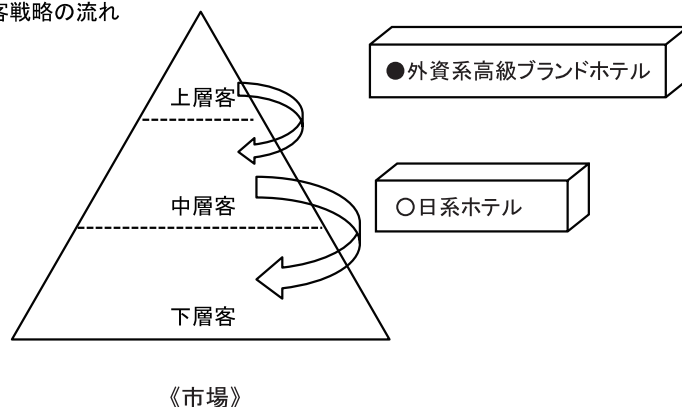 客戦略の流れ
●外資系高級ブランドホテル
上層客
中層客
○日系ホテル
下層客
《市場》